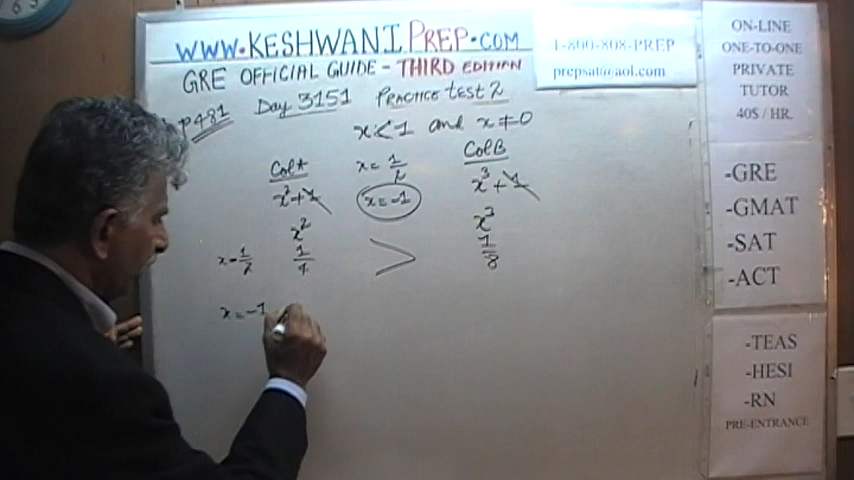 WWW.KESHWANIPREP.COM
GRE OFFICIAL GUIDE - THIRD EDITION
P481 Day 3151 PRACTICE test 2
x < 1 and x ≠ 0
Col A x = 1/2 Col B
x² + 1 x = -1 x³ + 1
x² x³
x = 1/2 1/4 > 1/8
x = -1
1-800-808-PREP
prepsat@aol.com
ON-LINE
ONE-TO-ONE
PRIVATE
TUTOR
40$ / HR.
-GRE
-GMAT
-SAT
-ACT
-TEAS
-HESI
-RN
PRE-ENTRANCE